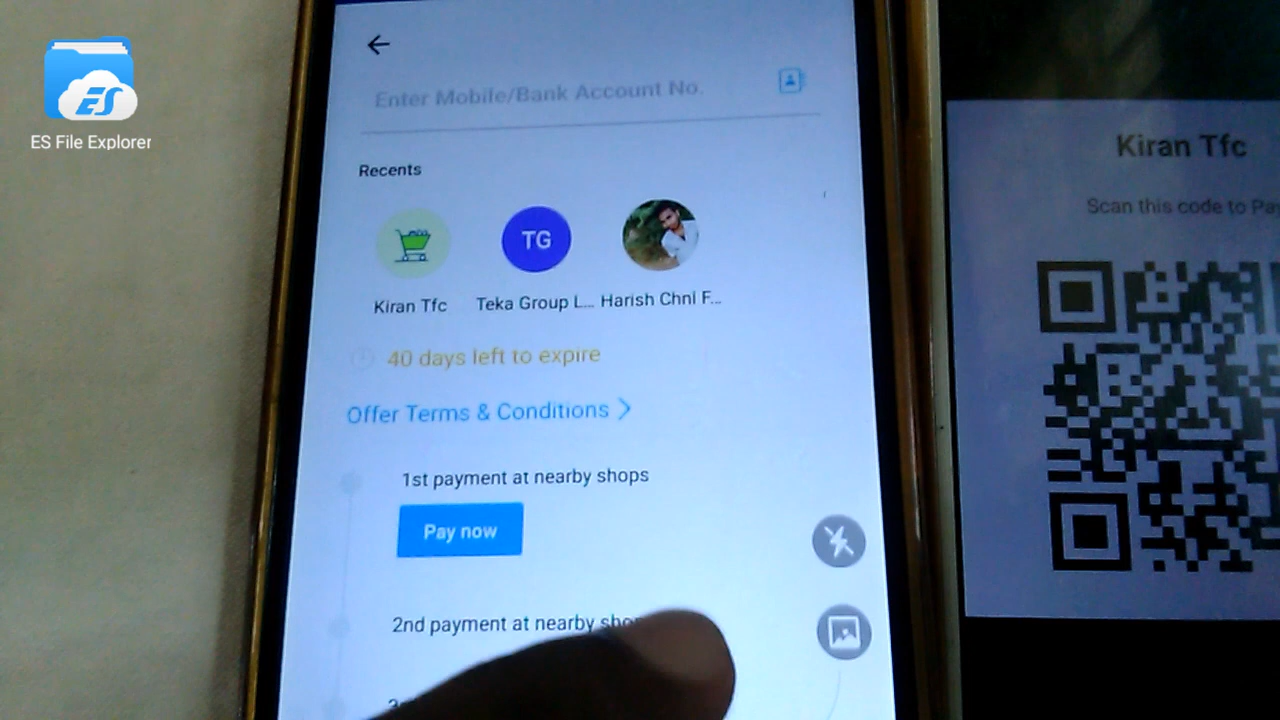 ES
ES File Explorer
Enter Mobile/Bank Account No.
Recents
TG
Kiran Tfc
Teka Group L...
Harish Chnl F...
40 days left to expire
Offer Terms & Conditions
1st payment at nearby shops
Pay now
2nd payment at nearby
Kiran Tfc
Scan this code to